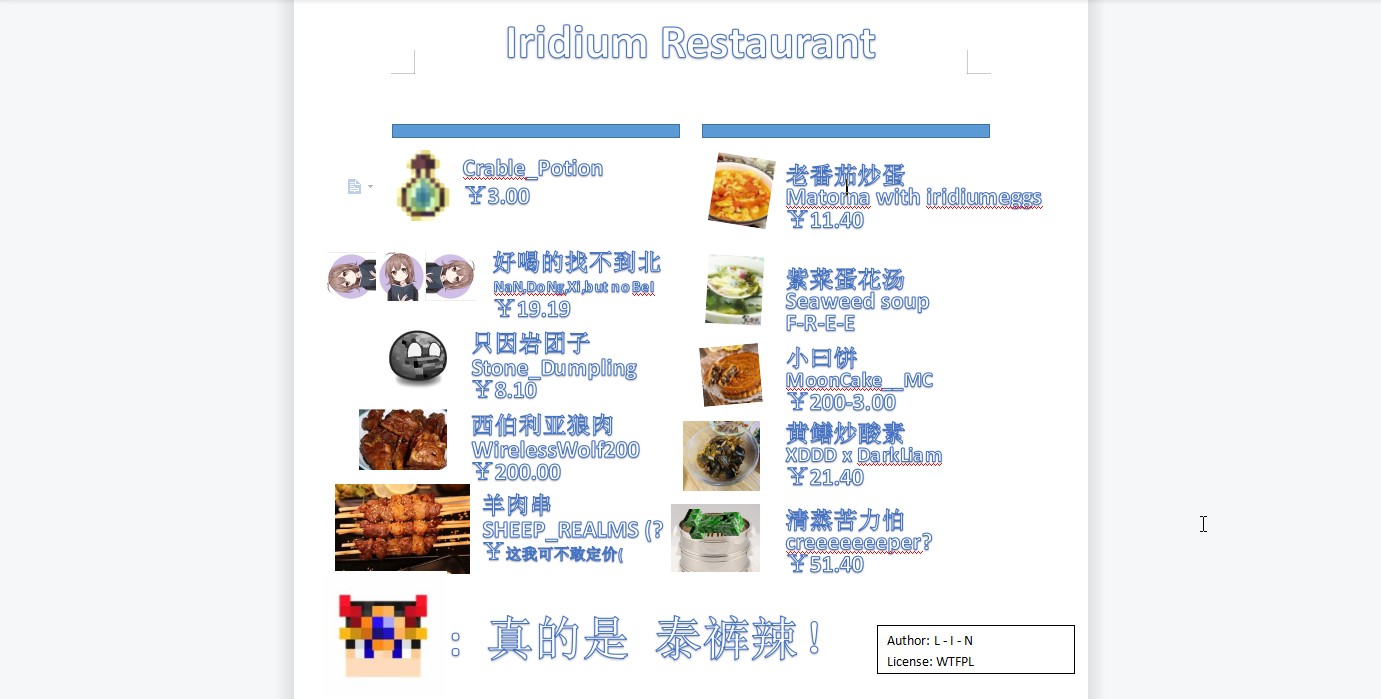 Iridium Restaurant
Crable_Potion
￥3.00
好喝的找不到北
NaN,DoNg,Xi,but no Bei
￥19.19
只因岩团子
Stone_Dumpling
￥8.10
西伯利亚狼肉
WirelessWolf200
￥200.00
羊肉串
SHEEP_REALMS (?
￥这我可不敢定价(
老番茄炒蛋
Matoma with iridiumeggs
￥11.40
紫菜蛋花汤
Seaweed soup
F-R-E-E
小曰饼
MoonCake__MC
￥200-3.00
黄鳝炒酸素
XDDD x DarkLiam
￥21.40
清蒸苦力怕
creeeeeeeper?
￥51.40
：真的是 泰裤辣！
Author: L - I - N
License: WTFPL